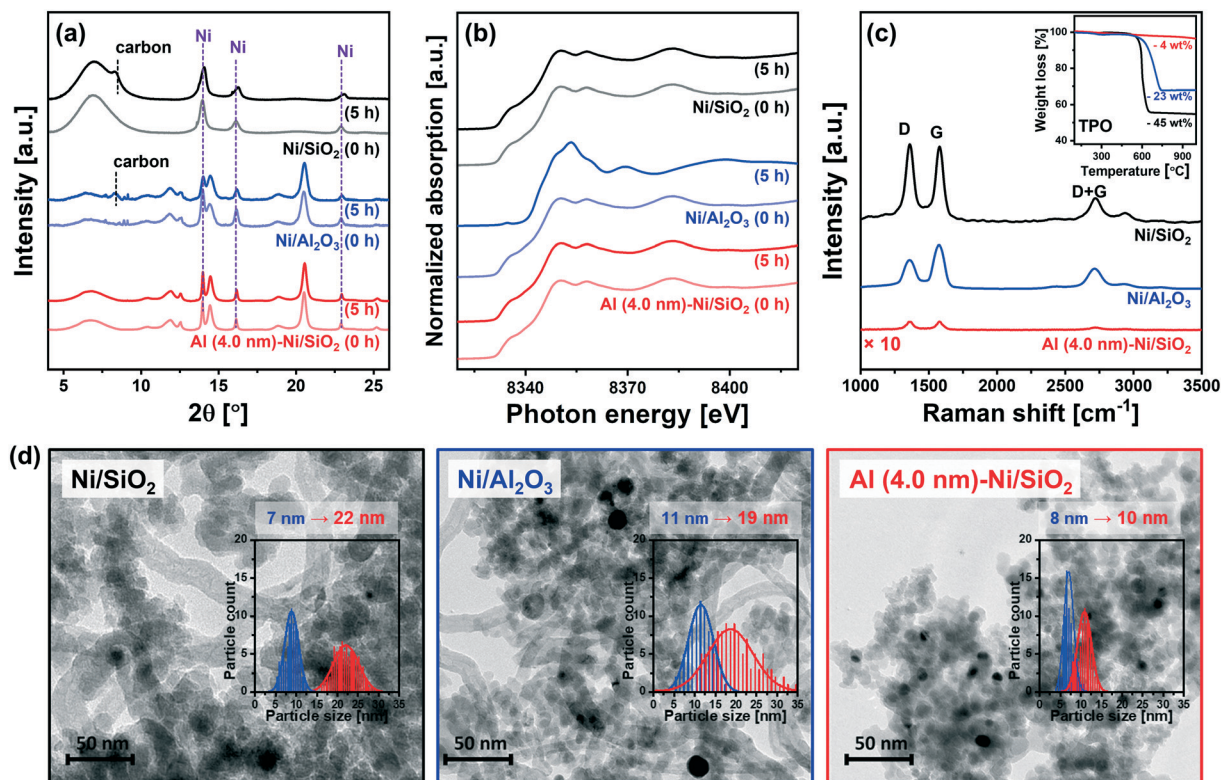 (a)
Intensity [a.u.]
carbon
Ni
Ni
Ni
(5 h)
Ni/SiO₂ (0 h)
carbon
(5 h)
Ni/Al₂O₃ (0 h)
(5 h)
Al (4.0 nm)-Ni/SiO₂ (0 h)
5 10 15 20 25
2θ [°]
(b)
Normalized absorption [a.u.]
(5 h)
Ni/SiO₂ (0 h)
(5 h)
Ni/Al₂O₃ (0 h)
(5 h)
Al (4.0 nm)-Ni/SiO₂ (0 h)
8340 8370 8400
Photon energy [eV]
(c)
Intensity [a.u.]
D G
D+G
Ni/SiO₂
Ni/Al₂O₃
× 10
Al (4.0 nm)-Ni/SiO₂
1000 1500 2000 2500 3000 3500
Raman shift [cm⁻¹]
Weight loss [%]
100
90
80
70
60
40
- 4 wt%
- 23 wt%
- 45 wt%
TPO
300 600 900
Temperature [°C]
(d)
Ni/SiO₂
7 nm → 22 nm
Particle count
20
15
10
5
0
0 5 10 15 20 25 30 35
Particle size [nm]
50 nm
Ni/Al₂O₃
11 nm → 19 nm
Particle count
20
15
10
5
0
0 5 10 15 20 25 30 35
Particle size [nm]
50 nm
Al (4.0 nm)-Ni/SiO₂
8 nm → 10 nm
Particle count
20
15
10
5
0
0 5 10 15 20 25 30 35
Particle size [nm]
50 nm